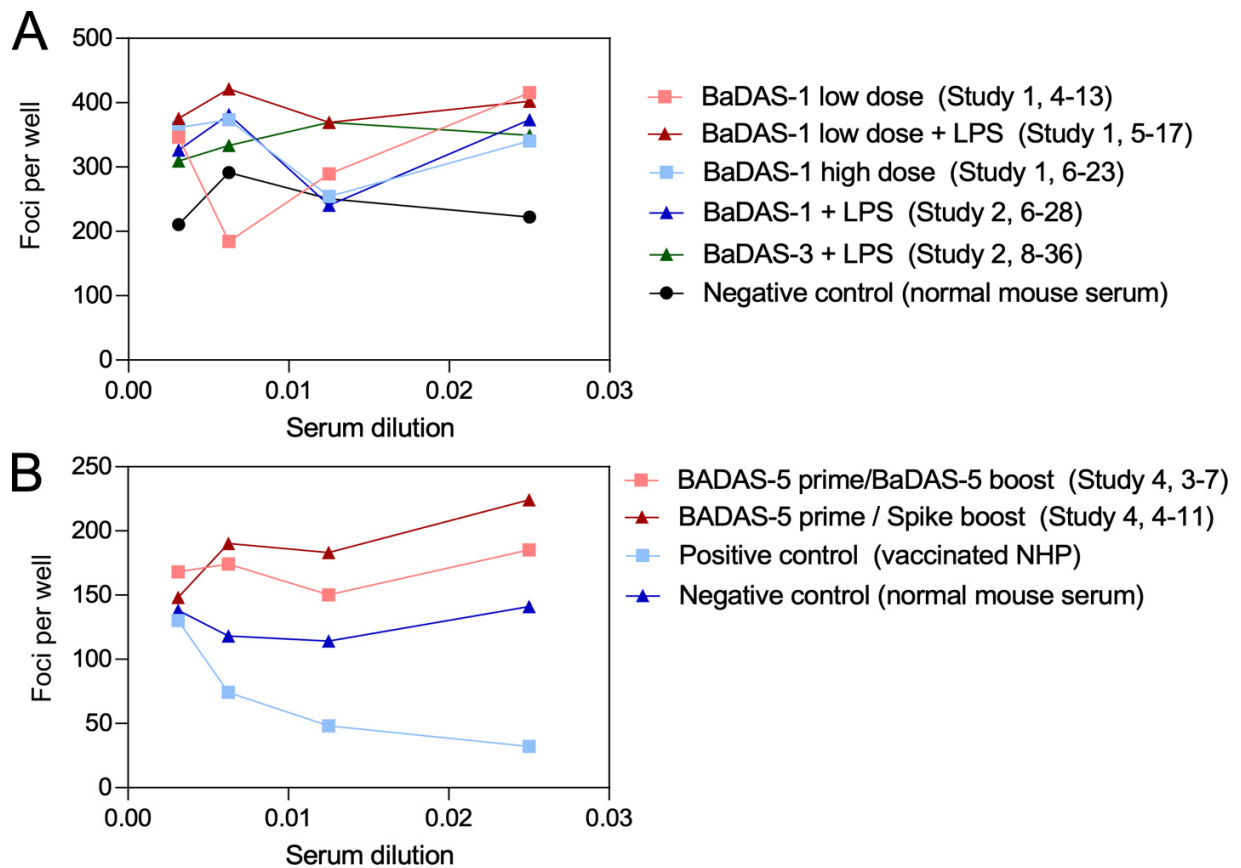 A
500
400
300
200
100
0
Foci per well
0.00 0.01 0.02 0.03
Serum dilution
BaDAS-1 low dose (Study 1, 4-13)
BaDAS-1 low dose + LPS (Study 1, 5-17)
BaDAS-1 high dose (Study 1, 6-23)
BaDAS-1 + LPS (Study 2, 6-28)
BaDAS-3 + LPS (Study 2, 8-36)
Negative control (normal mouse serum)
B
250
200
150
100
50
0
Foci per well
0.00 0.01 0.02 0.03
Serum dilution
BADAS-5 prime/BaDAS-5 boost (Study 4, 3-7)
BADAS-5 prime / Spike boost (Study 4, 4-11)
Positive control (vaccinated NHP)
Negative control (normal mouse serum)